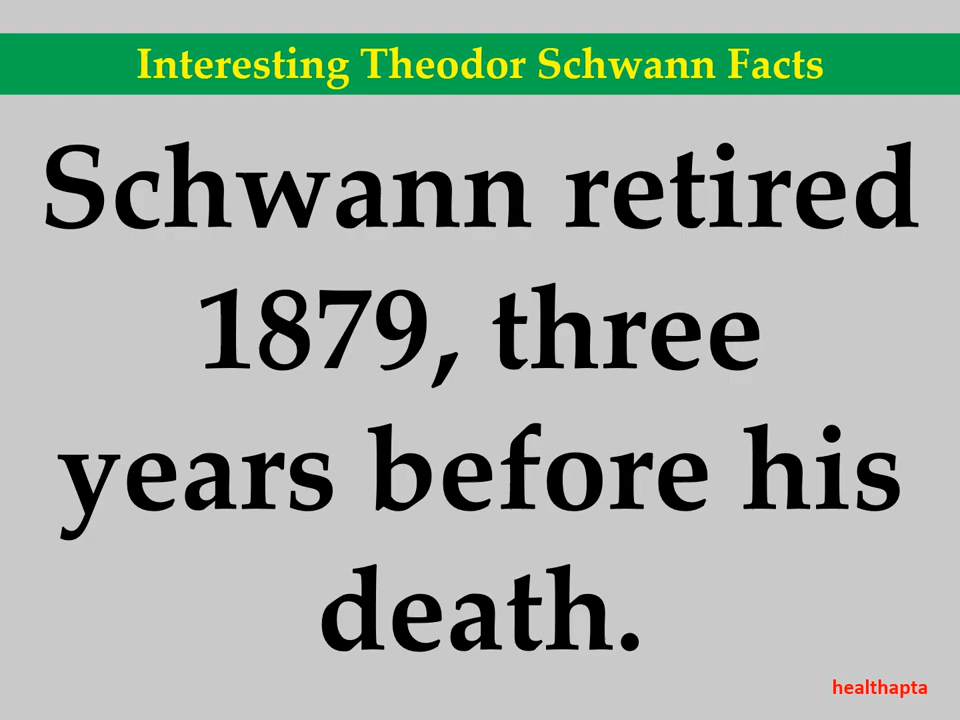 Interesting Theodor Schwann Facts
Schwann retired
1879, three
years before his
death.
healthapta